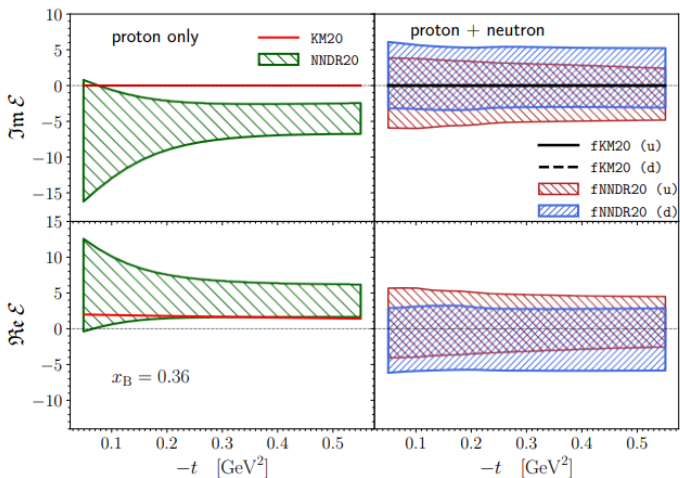 proton only
KM20
NNDR20
proton + neutron
fKM20 (u)
fKM20 (d)
fNNDR20 (u)
fNNDR20 (d)
ℑm ℰ
10
5
0
−5
−10
−15
15
10
5
0
−5
−10
ℜe ℰ
x_B = 0.36
0.1 0.2 0.3 0.4 0.5
0.1 0.2 0.3 0.4 0.5
−t [GeV²]
−t [GeV²]